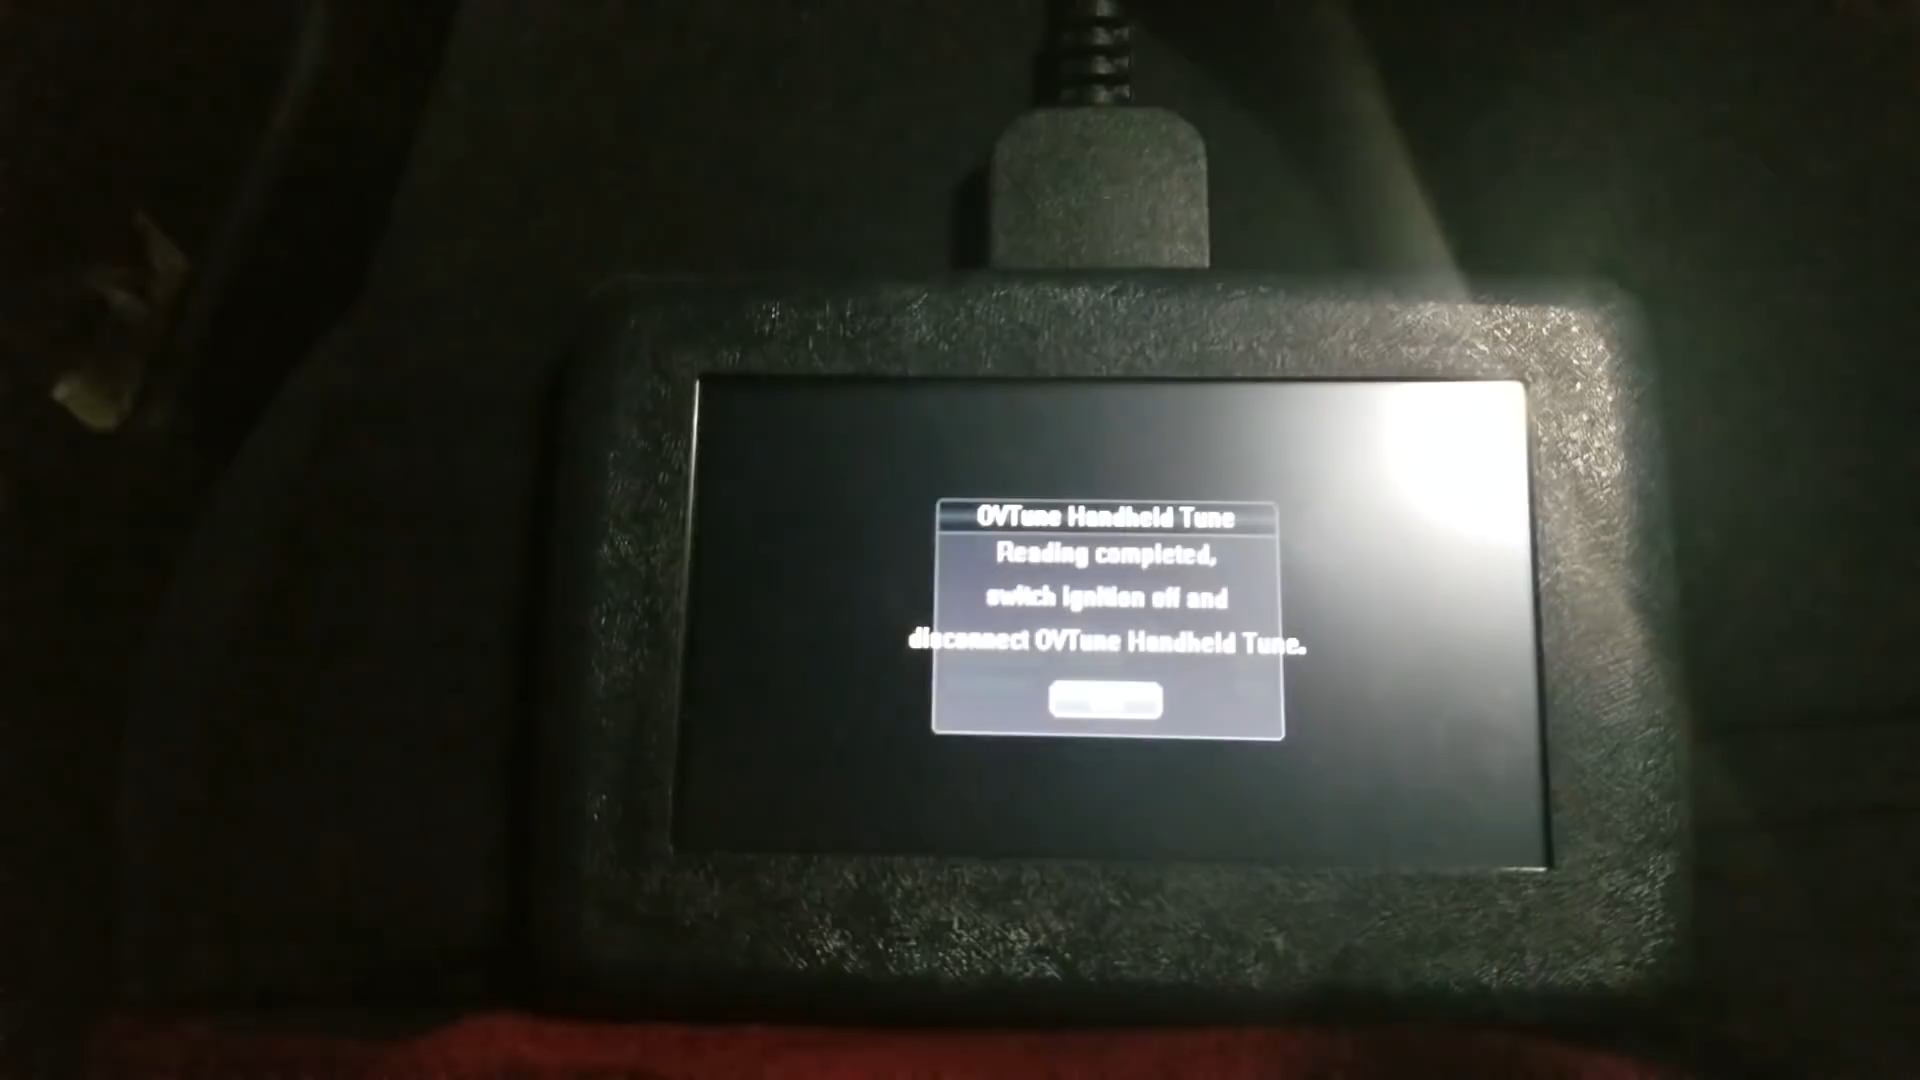 OVTune Handheld Tune
Reading completed,
switch ignition off and
disconnect OVTune Handheld Tune.